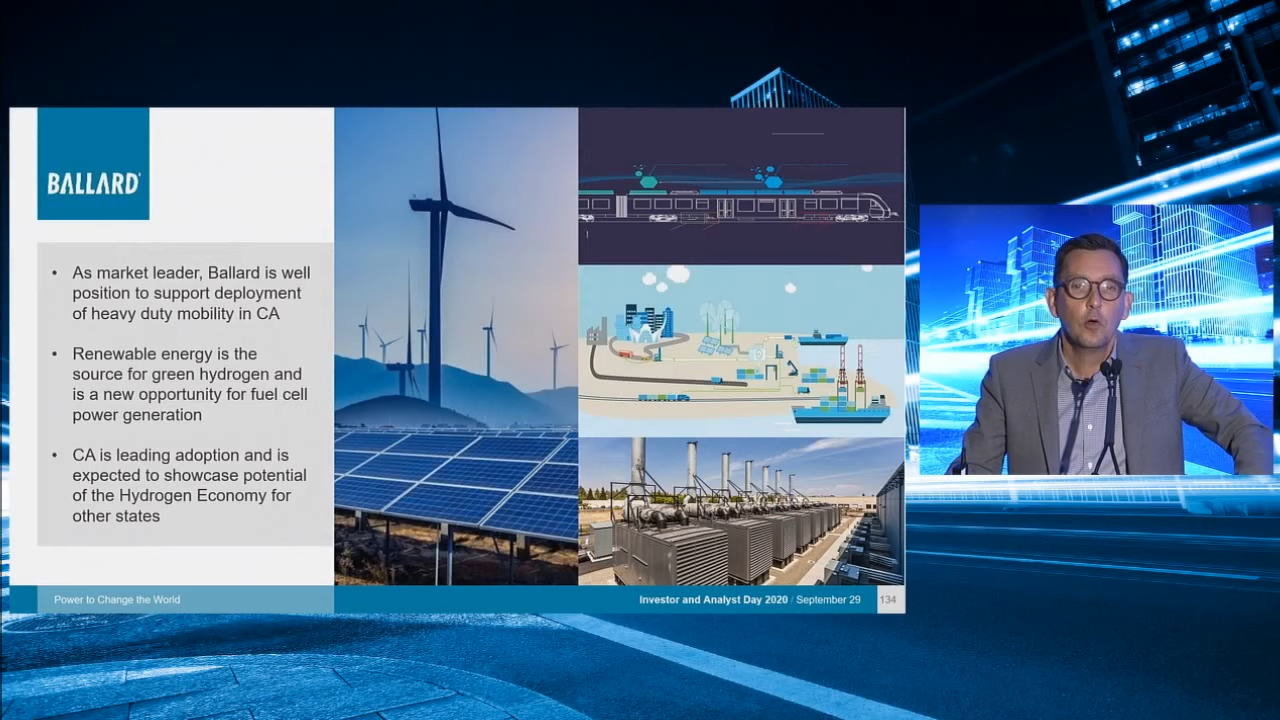 BALLARD
• As market leader, Ballard is well
position to support deployment
of heavy duty mobility in CA
• Renewable energy is the
source for green hydrogen and
is a new opportunity for fuel cell
power generation
• CA is leading adoption and is
expected to showcase potential
of the Hydrogen Economy for
other states
Power to Change the World
Investor and Analyst Day 2020 / September 29
134